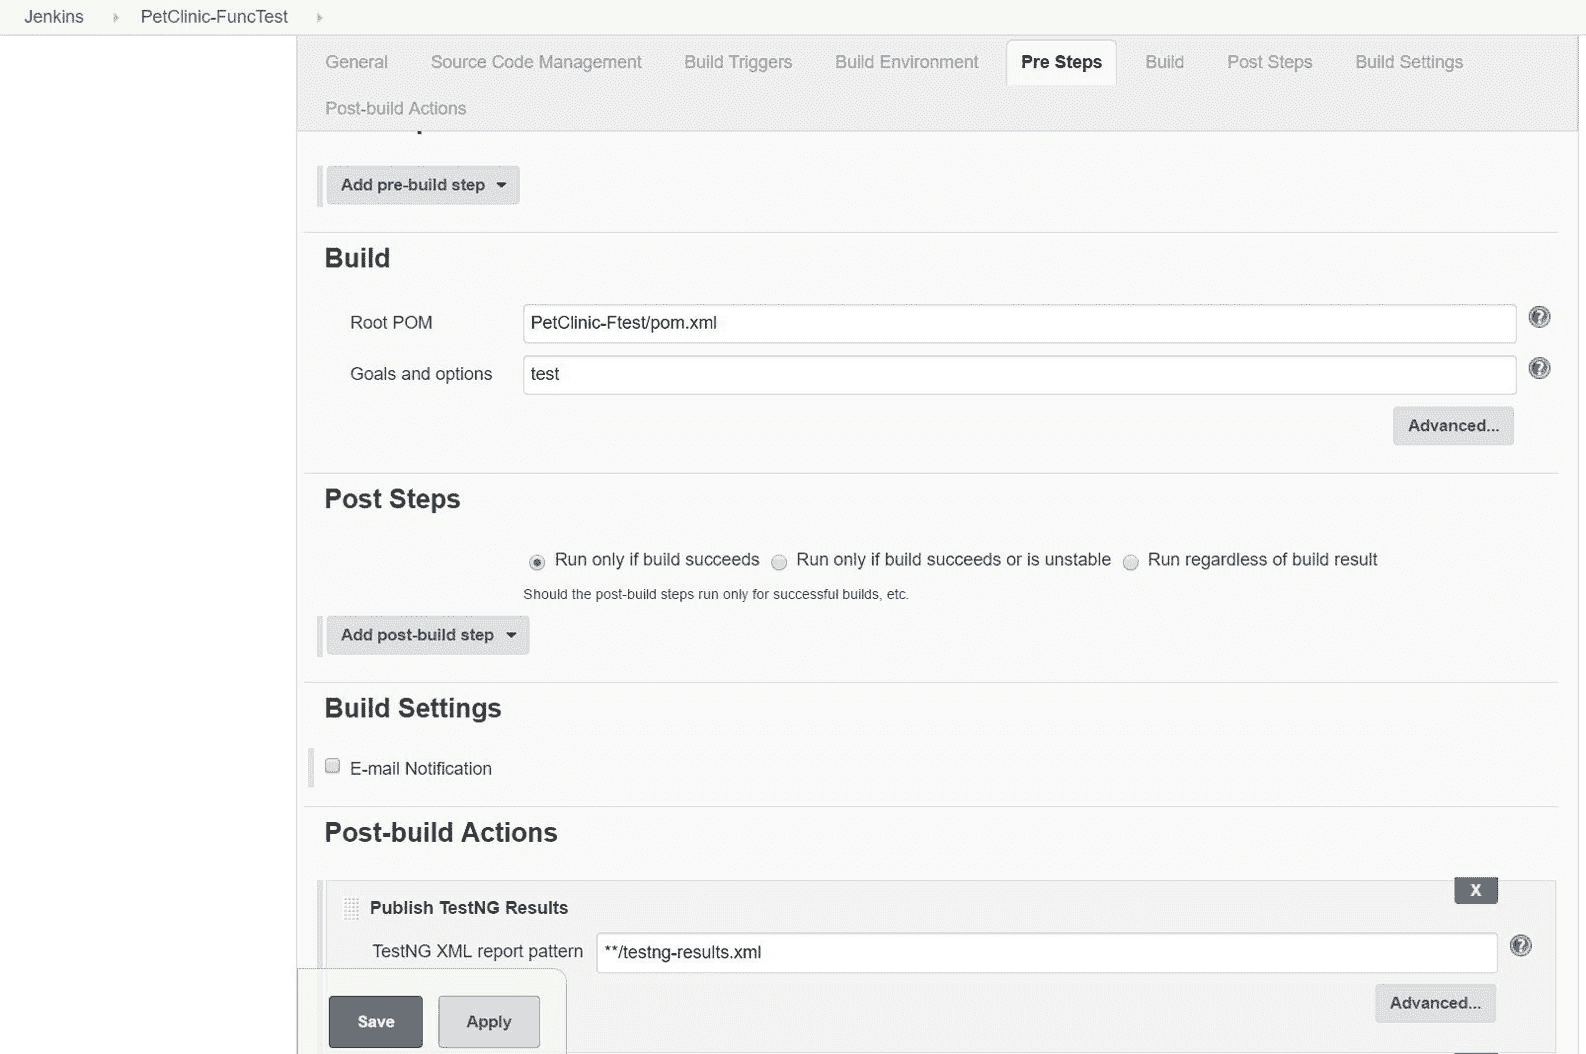 Jenkins PetClinic-FuncTest
General Source Code Management Build Triggers Build Environment Pre Steps Build Post Steps Build Settings
Post-build Actions
Add pre-build step
Build
Root POM PetClinic-Ftest/pom.xml
Goals and options test
Advanced...
Post Steps
Run only if build succeeds Run only if build succeeds or is unstable Run regardless of build result
Should the post-build steps run only for successful builds, etc.
Add post-build step
Build Settings
E-mail Notification
Post-build Actions
X
Publish TestNG Results
TestNG XML report pattern **/testng-results.xml
Advanced...
Save Apply